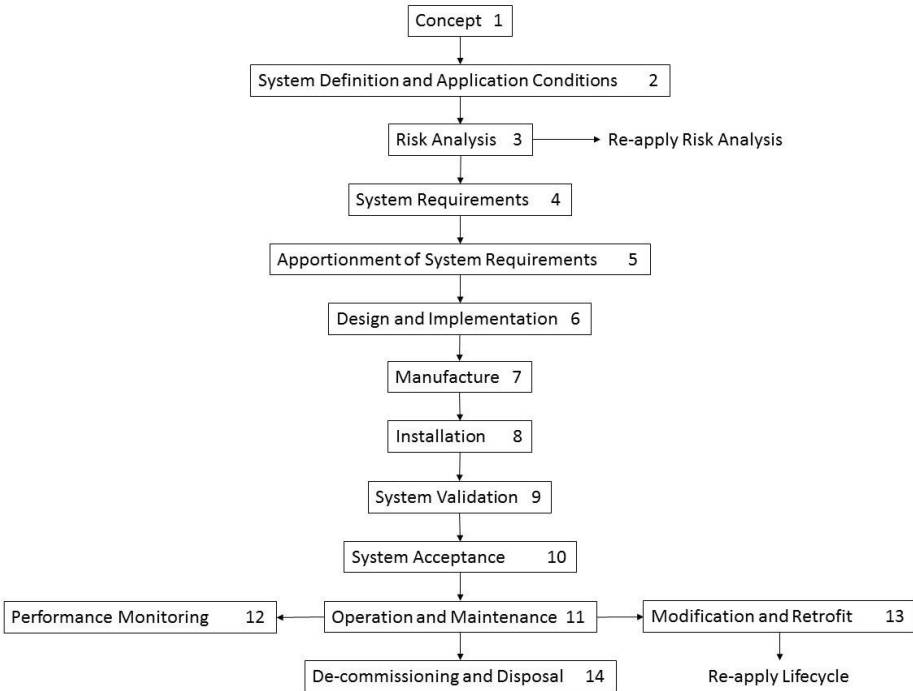 Concept 1
System Definition and Application Conditions 2
Risk Analysis 3
Re-apply Risk Analysis
System Requirements 4
Apportionment of System Requirements 5
Design and Implementation 6
Manufacture 7
Installation 8
System Validation 9
System Acceptance 10
Performance Monitoring 12
Operation and Maintenance 11
Modification and Retrofit 13
De-commissioning and Disposal 14
Re-apply Lifecycle